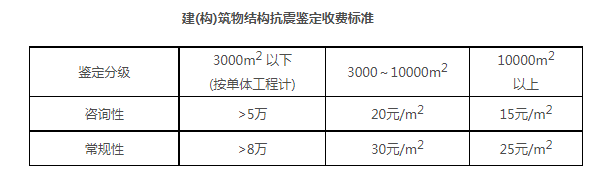 建(构)筑物结构抗震鉴定收费标准
鉴定分级
3000m² 以下
(按单体工程计)
3000～10000m²
10000m²
以上
咨询性
>5万
20元/m²
15元/m²
常规性
>8万
30元/m²
25元/m²